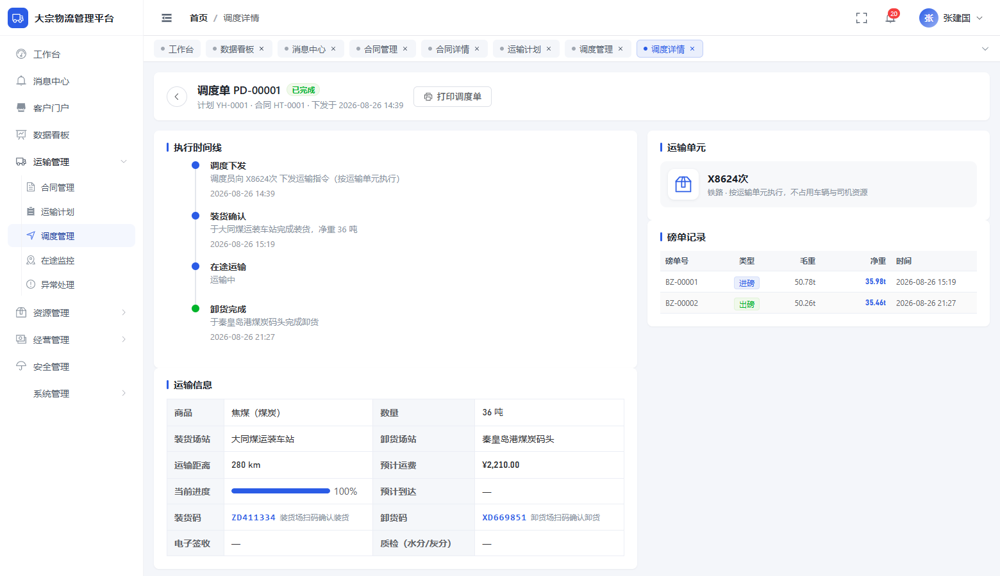 大宗物流管理平台
首页 / 调度详情
20
张 张建国
工作台
消息中心
客户门户
数据看板
运输管理
合同管理
运输计划
调度管理
在途监控
异常处理
资源管理
经营管理
安全管理
系统管理
工作台 数据看板 × 消息中心 × 合同管理 × 合同详情 × 运输计划 × 调度管理 × 调度详情 ×
调度单 PD-00001 已完成
计划 YH-0001 · 合同 HT-0001 · 下发于 2026-08-26 14:39
打印调度单
执行时间线
调度下发
调度员向 X8624次 下发运输指令（按运输单元执行）
2026-08-26 14:39
装货确认
于大同煤运装车站完成装货，净重 36 吨
2026-08-26 15:19
在途运输
运输中
卸货完成
于秦皇岛港煤炭码头完成卸货
2026-08-26 21:27
运输信息
商品 焦煤（煤炭） 数量 36 吨
装货场站 大同煤运装车站 卸货场站 秦皇岛港煤炭码头
运输距离 280 km 预计运费 ¥2,210.00
当前进度 100% 预计到达 —
装货码 ZD411334 装货场扫码确认装货 卸货码 XD669851 卸货场扫码确认卸货
电子签收 — 质检（水分/灰分） —
运输单元
X8624次
铁路 · 按运输单元执行，不占用车辆与司机资源
磅单记录
磅单号 类型 毛重 净重 时间
BZ-00001 进磅 50.78t 35.98t 2026-08-26 15:19
BZ-00002 出磅 50.26t 35.46t 2026-08-26 21:27